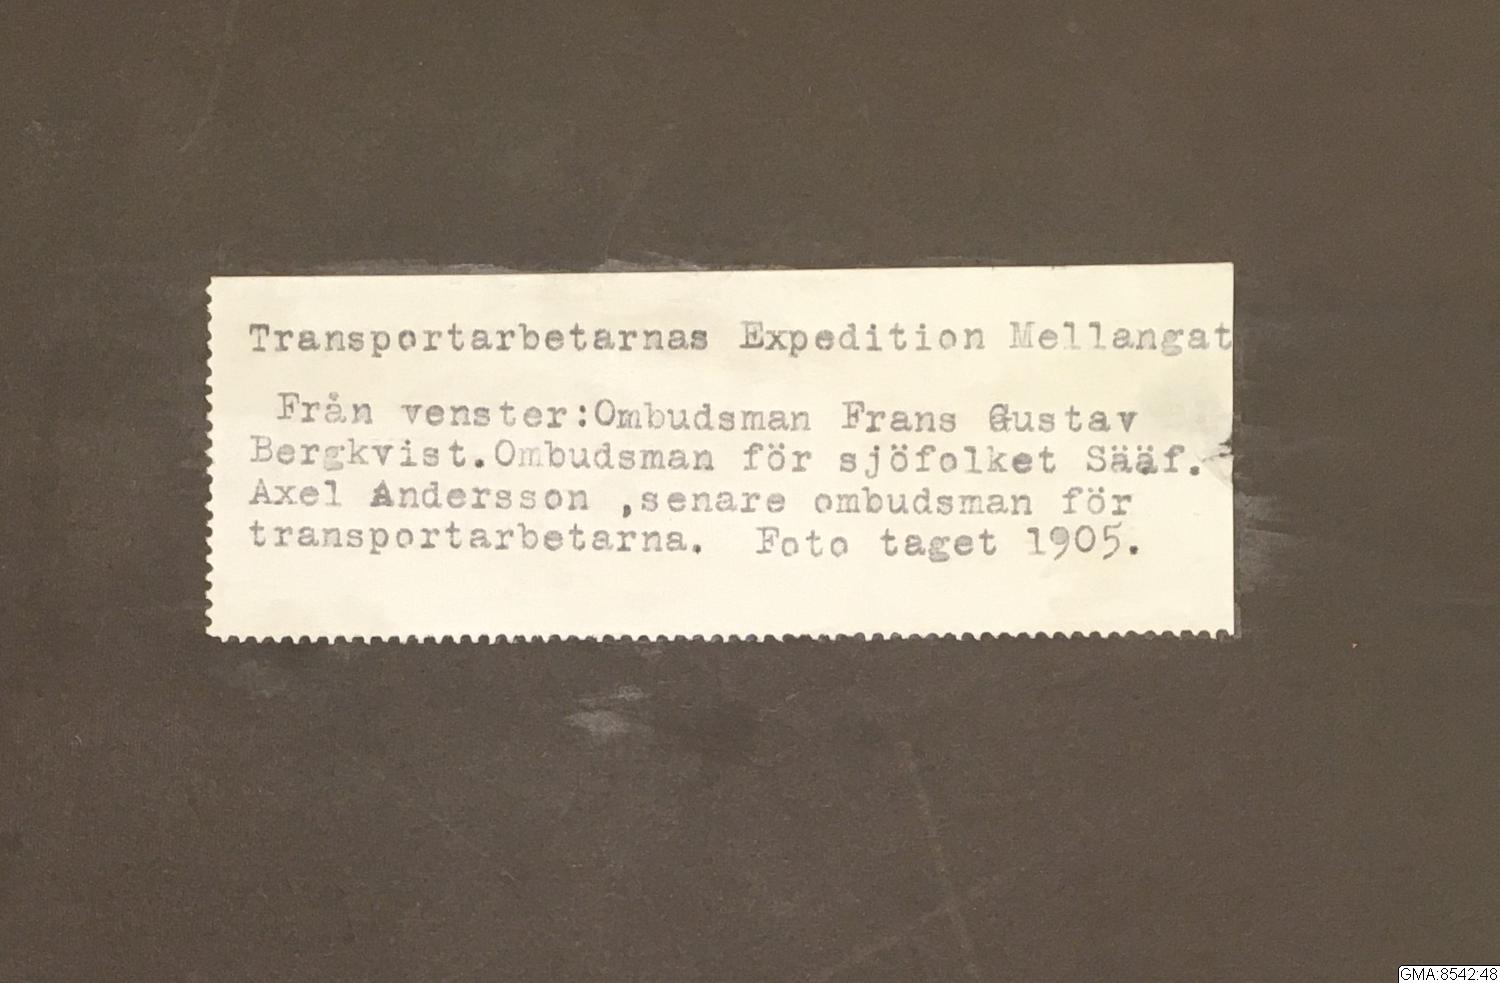 Transportarbetarnas Expedition Mellangat
Från venster:Ombudsman Frans Gustav
Bergkvist.Ombudsman för sjöfolket Sääf.
Axel Andersson ,senare ombudsman för
transportarbetarna. Foto taget 1905.
GMA:8542:48